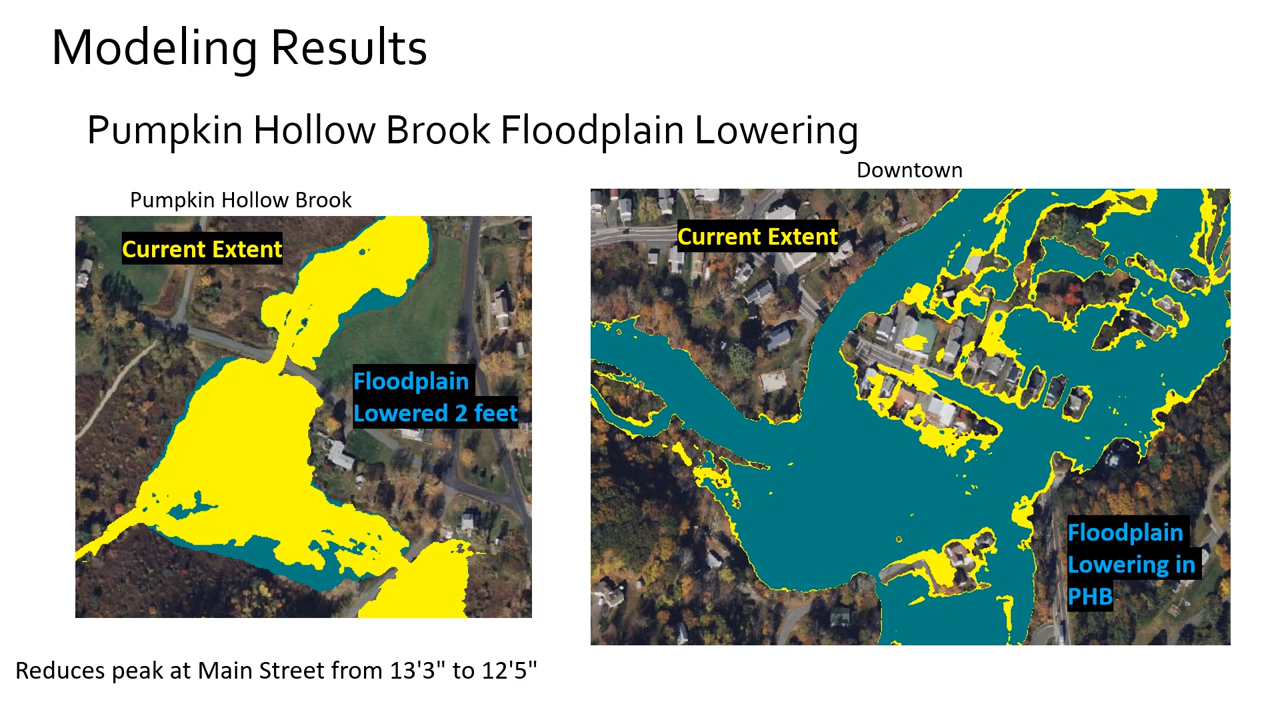 Modeling Results
Pumpkin Hollow Brook Floodplain Lowering
Pumpkin Hollow Brook
Current Extent
Floodplain
Lowered 2 feet
Downtown
Current Extent
Floodplain
Lowering in
PHB
Reduces peak at Main Street from 13'3" to 12'5"